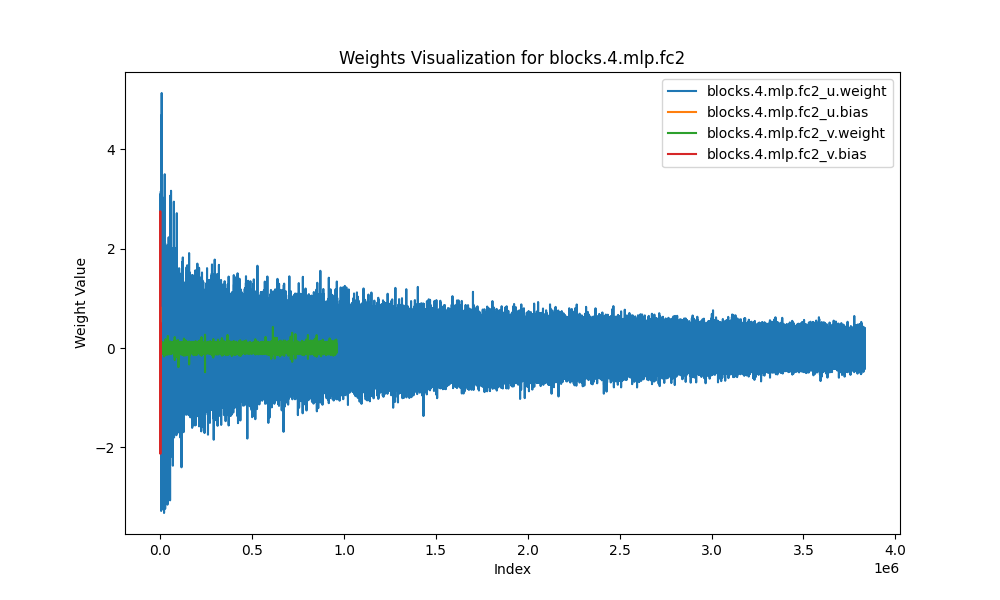 Weights Visualization for blocks.4.mlp.fc2
blocks.4.mlp.fc2_u.weight
blocks.4.mlp.fc2_u.bias
blocks.4.mlp.fc2_v.weight
blocks.4.mlp.fc2_v.bias
Weight Value
4
2
0
−2
0.0 0.5 1.0 1.5 2.0 2.5 3.0 3.5 4.0
1e6
Index